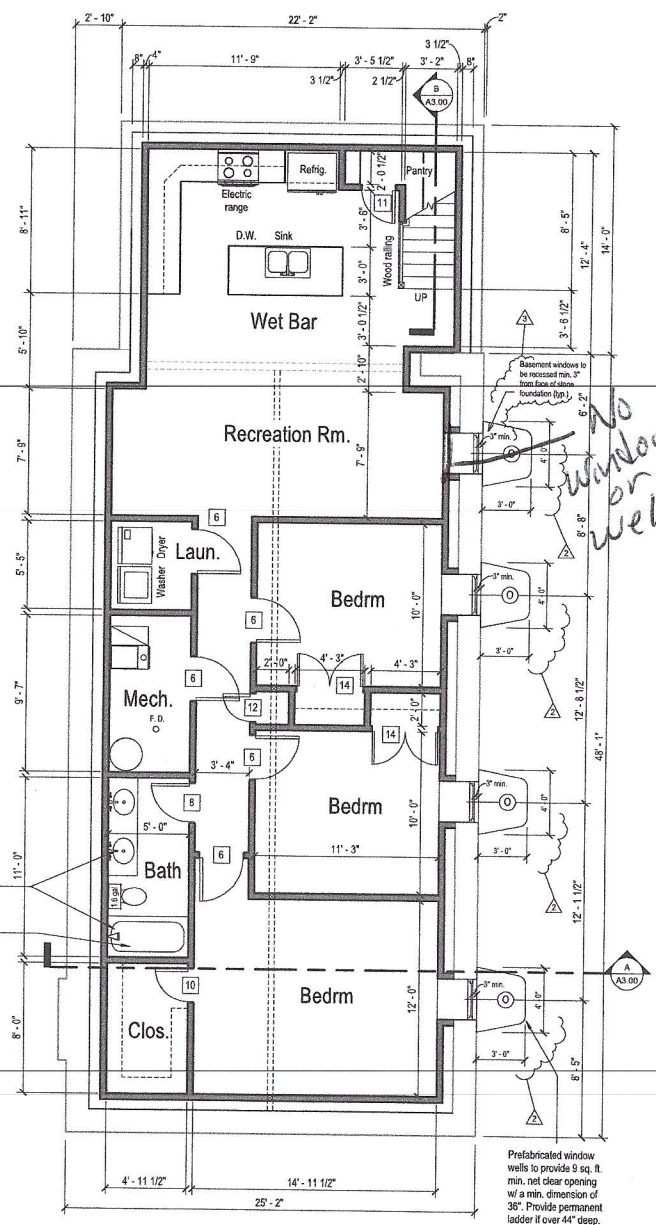 2' - 10"
22' - 2"
2"
8"
4"
11' - 9"
3 1/2"
3' - 5 1/2"
2 1/2"
3' - 2"
3 1/2"
8"
B
A3.00
Electric
range
Refrig.
Pantry
2' - 0 1/2"
11
3' - 6"
Wood railing
UP
D.W.
Sink
3' - 0"
Wet Bar
3' - 0 1/2"
2' - 10"
8' - 11"
5' - 10"
8' - 5"
3' - 6 1/2"
12' - 4"
14' - 0"
3
Basement windows to
be recessed min. 3"
from face of stone
foundation (typ.)
6' - 2"
No
window
or
well
Recreation Rm.
7' - 9"
7' - 9"
3" min.
O
4' - 0"
3' - 0"
8' - 8"
2
6
Laun.
Washer
Dryer
5' - 5"
6
Bedrm
10' - 0"
3" min.
O
4' - 0"
3' - 0"
2
2' - 0"
4' - 3"
4' - 3"
14
2' - 0"
12' - 8 1/2"
48' - 1"
9' - 7"
Mech.
F.D.
6
12
6
14
3' - 4"
Bedrm
10' - 0"
11' - 3"
3" min.
O
4' - 0"
3' - 0"
2
12' - 1 1/2"
8
5' - 0"
6
11' - 0"
Bath
1.6 gal
A
A3.00
10
Bedrm
12' - 0"
3" min.
O
4' - 0"
3' - 0"
2
8' - 5"
8' - 0"
Clos.
4' - 11 1/2"
14' - 11 1/2"
25' - 2"
Prefabricated window
wells to provide 9 sq. ft.
min. net clear opening
w/ a min. dimension of
36". Provide permanent
ladder if over 44" deep.